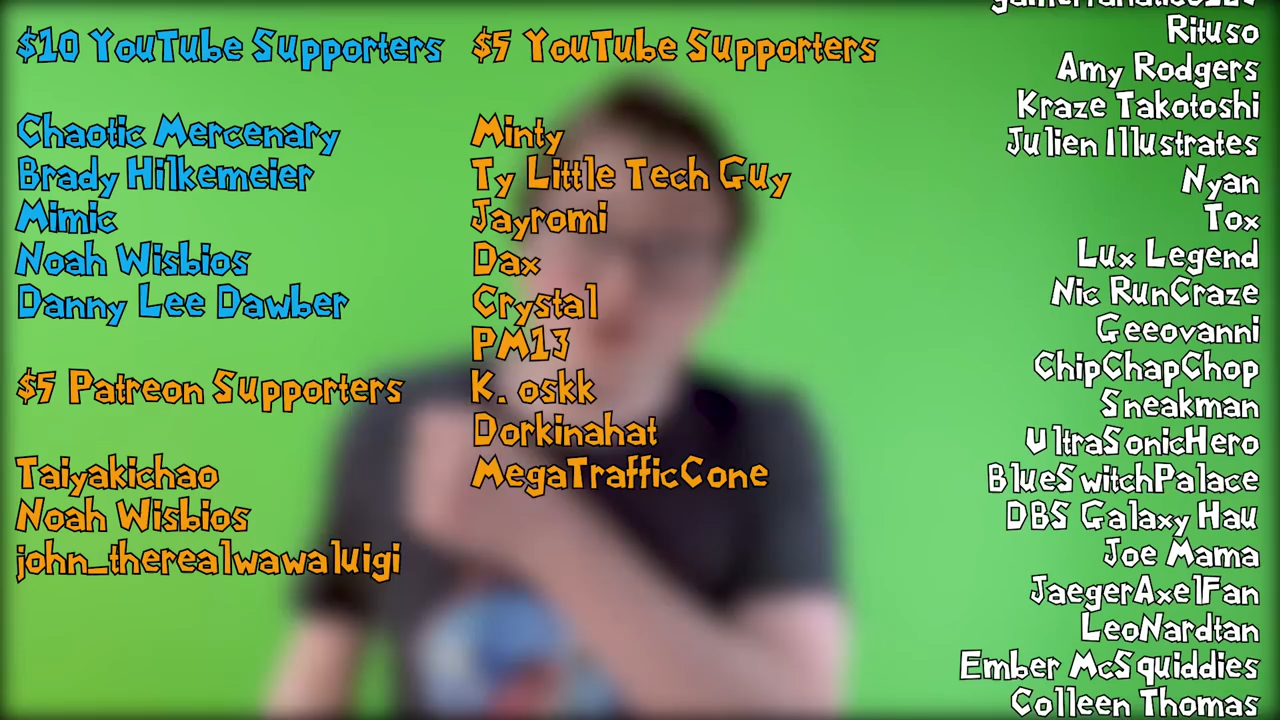 $10 YouTube Supporters
Chaotic Mercenary
Brady Hilkemeier
Mimic
Noah Wisbios
Danny Lee Dawber
$5 Patreon Supporters
Taiyakichao
Noah Wisbios
john_therealwawaluigi
$5 YouTube Supporters
Minty
Ty Little Tech Guy
Jayromi
Dax
Crystal
PM13
K. oskk
Dorkinahat
MegaTrafficCone
Rituso
Amy Rodgers
Kraze Takotoshi
Julien Illustrates
Nyan
Tox
Lux Legend
Nic RunCraze
Geeovanni
ChipChapChop
Sneakman
UltraSonicHero
BlueSwitchPalace
DBS Galaxy Hau
Joe Mama
JaegerAxelFan
LeoNardtan
Ember McSquiddies
Colleen Thomas